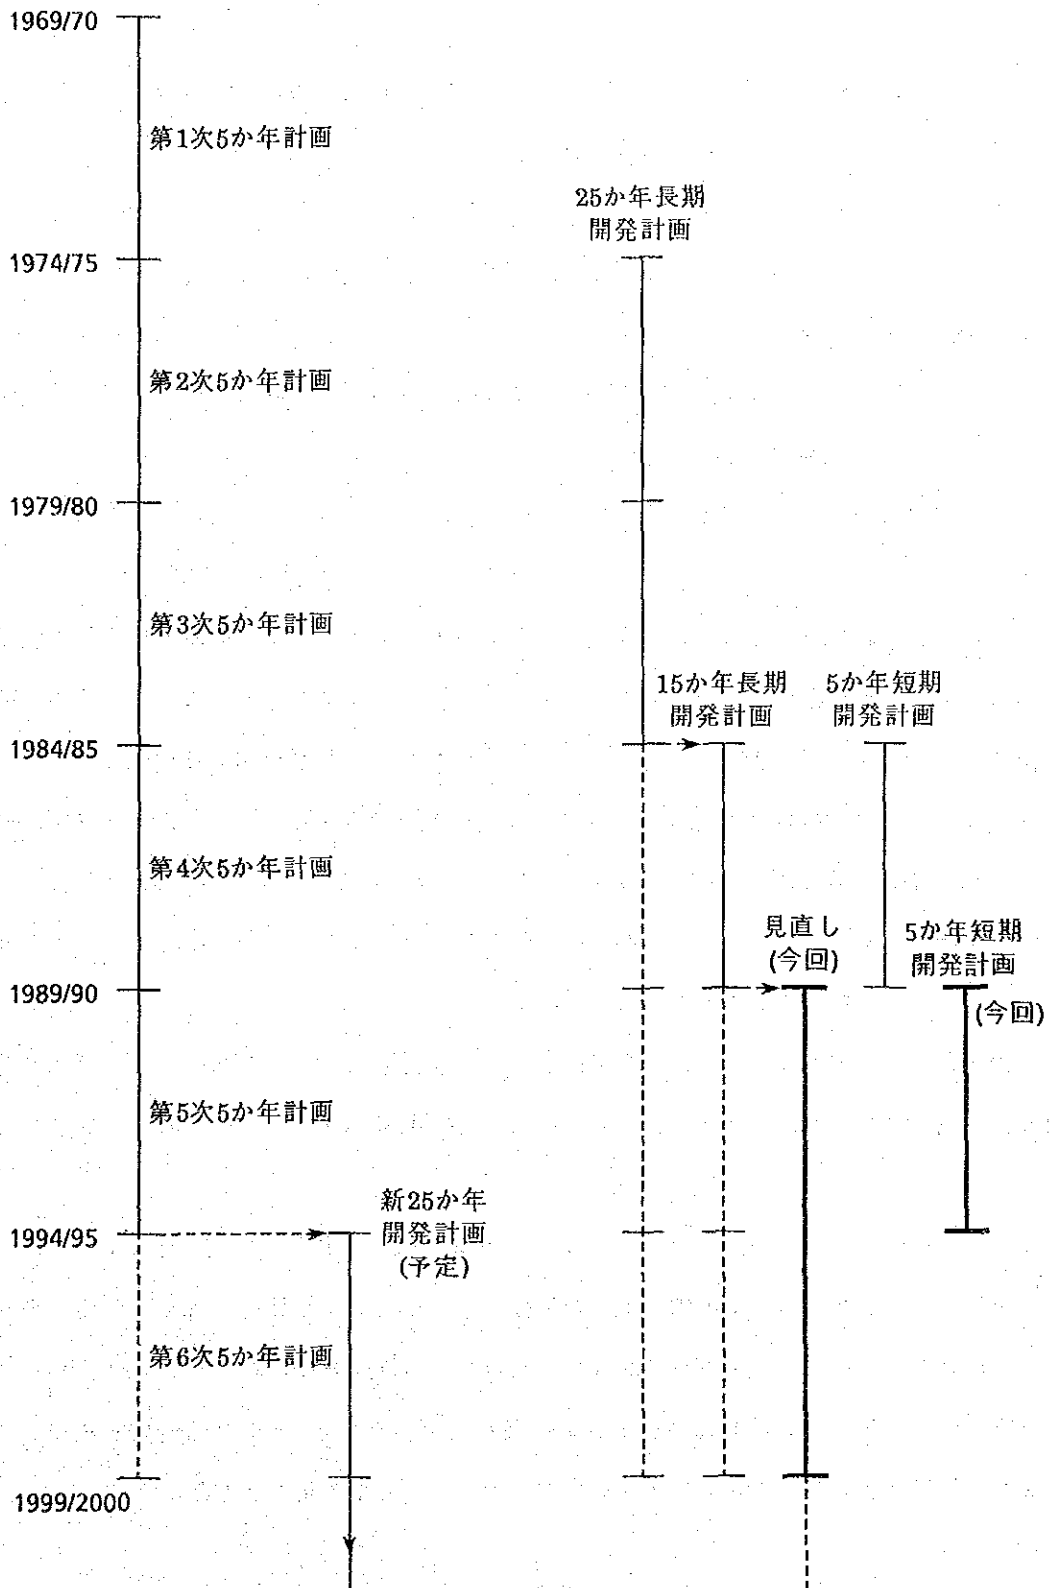 1969/70
第1次5か年計画
25か年長期
開発計画
1974/75
第2次5か年計画
1979/80
第3次5か年計画
15か年長期
開発計画
5か年短期
開発計画
1984/85
第4次5か年計画
見直し
(今回)
5か年短期
開発計画
(今回)
1989/90
第5次5か年計画
新25か年
開発計画
(予定)
1994/95
第6次5か年計画
1999/2000